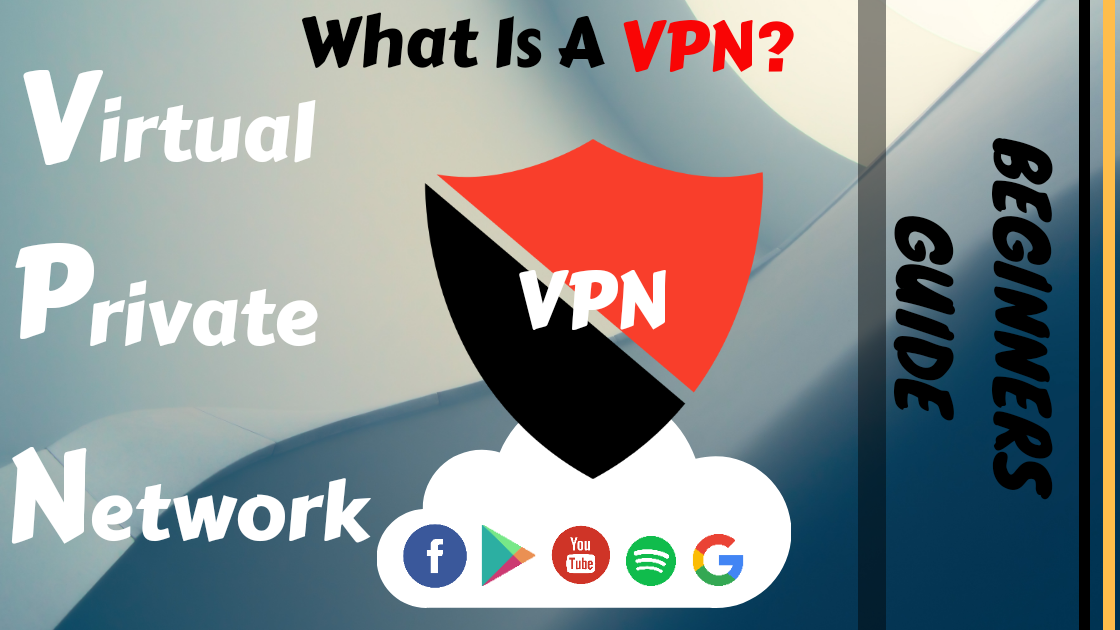 What Is A VPN?
Virtual
Private
Network
VPN
f
You
Tube
G
BEGINNERS
GUIDE